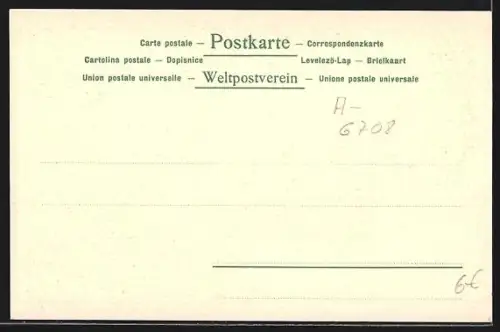 Carte postale – Postkarte – Correspondenzkarte
Cartolina postale – Dopisnice Levelező-Lap – Briefkaart
Union postale universelle – Weltpostverein – Unione postale universale
A-
6708
6€